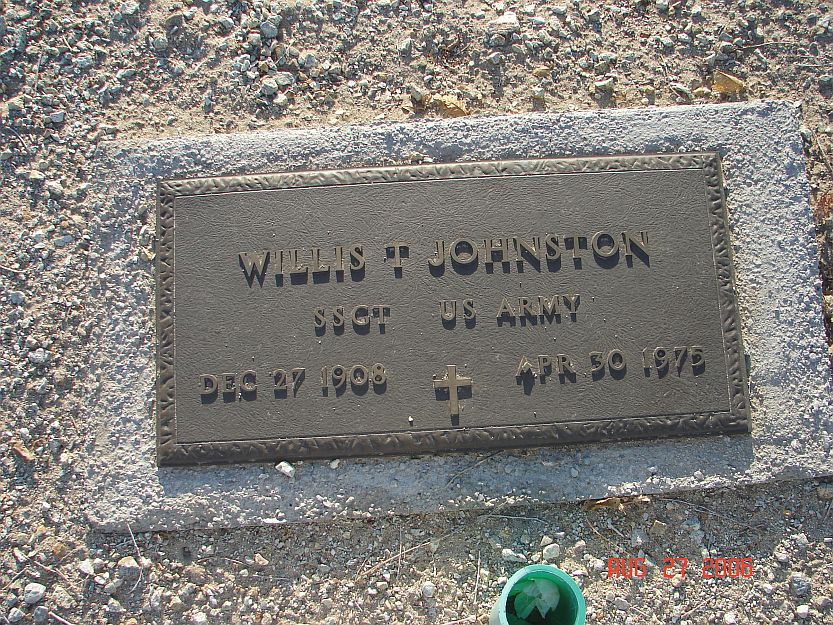 WILLIS T JOHNSTON
SSGT US ARMY
DEC 27 1908 APR 30 1975
AUG 27 2006